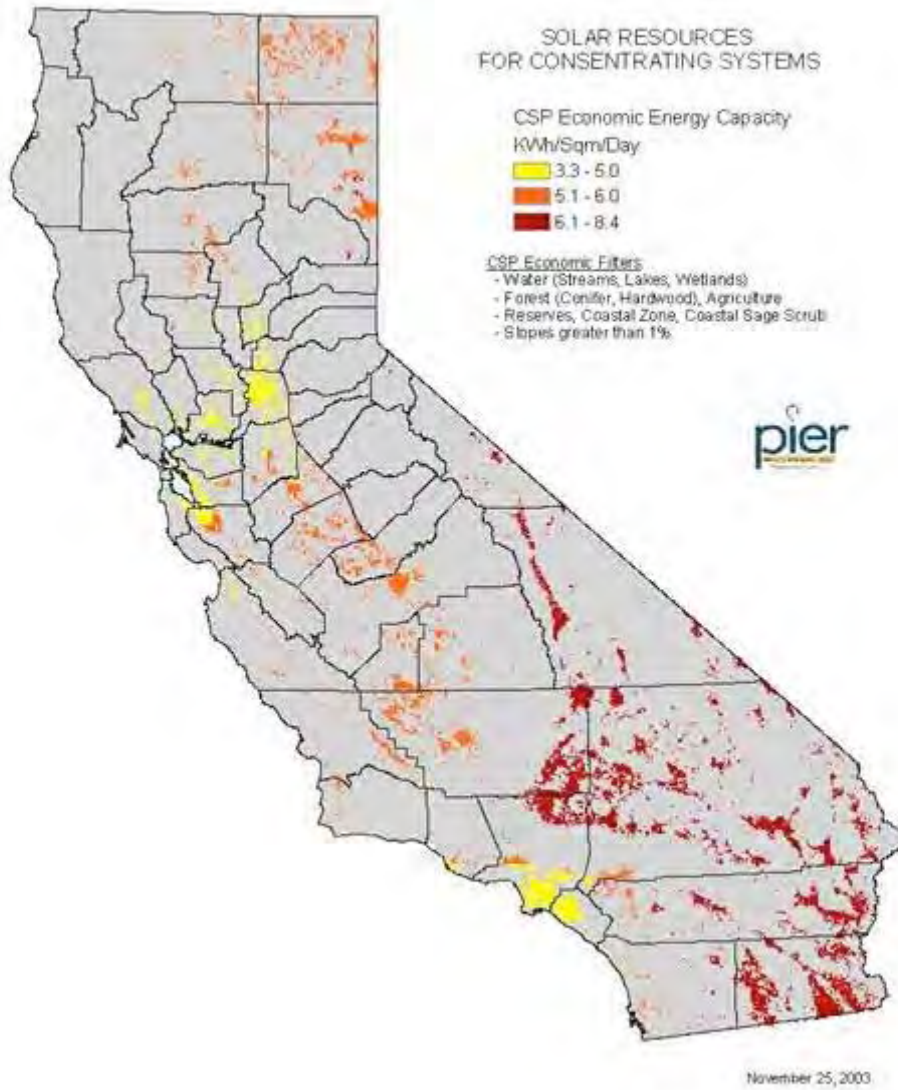 SOLAR RESOURCES
FOR CONSENTRATING SYSTEMS
CSP Economic Energy Capacity
KWh/Sqm/Day
3.3 - 5.0
5.1 - 6.0
6.1 - 8.4
CSP Economic Filters
- Water (Streams, Lakes, Wetlands)
- Forest (Conifer, Hardwood), Agriculture
- Reserves, Coastal Zone, Coastal Sage Scrub
- Slopes greater than 1%
pier
November 25, 2003